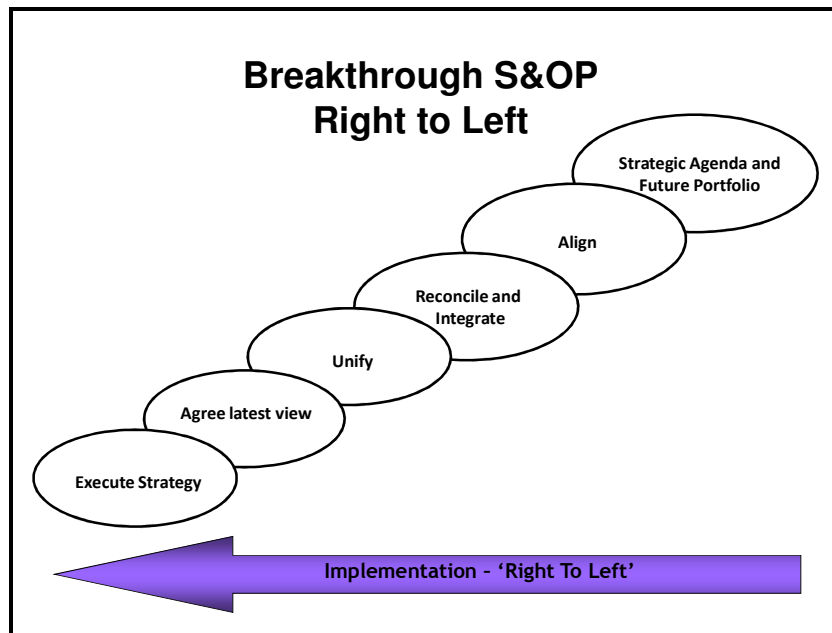 Breakthrough S&OP
Right to Left
Strategic Agenda and
Future Portfolio
Align
Reconcile and
Integrate
Unify
Agree latest view
Execute Strategy
Implementation – ‘Right To Left’